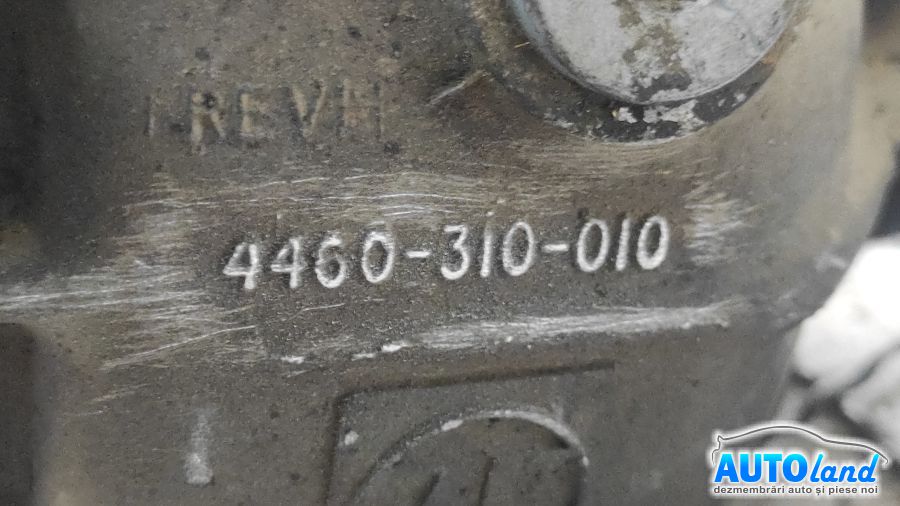 4460-310-010
AUTOland
dezmembrări auto și piese noi